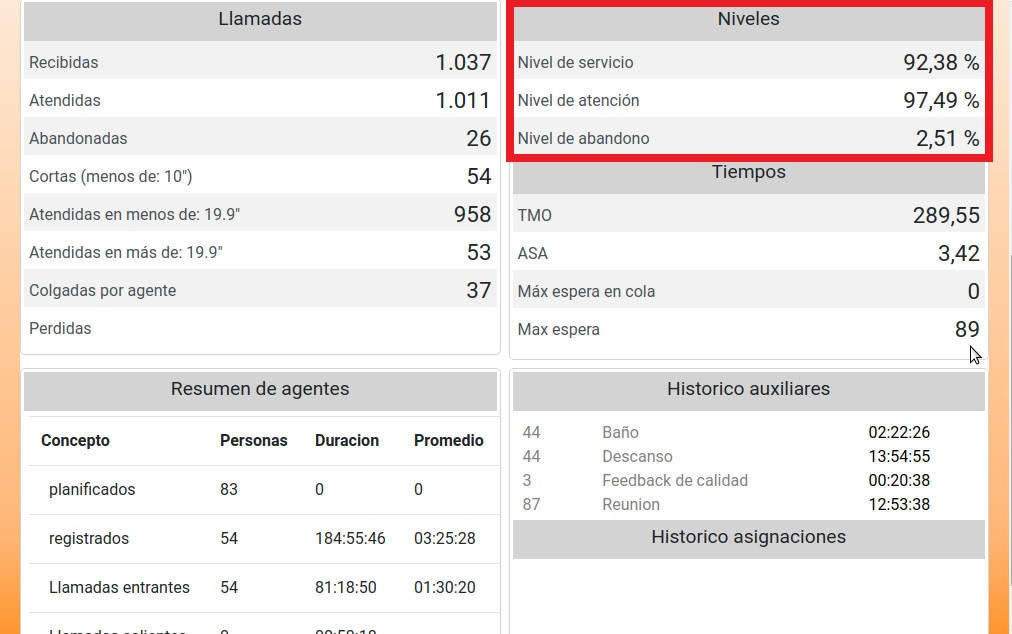 Llamadas
Recibidas 1.037
Atendidas 1.011
Abandonadas 26
Cortas (menos de: 10") 54
Atendidas en menos de: 19.9" 958
Atendidas en más de: 19.9" 53
Colgadas por agente 37
Perdidas
Niveles
Nivel de servicio 92,38 %
Nivel de atención 97,49 %
Nivel de abandono 2,51 %
Tiempos
TMO 289,55
ASA 3,42
Máx espera en cola 0
Max espera 89
Resumen de agentes
Concepto Personas Duracion Promedio
planificados 83 0 0
registrados 54 184:55:46 03:25:28
Llamadas entrantes 54 81:18:50 01:30:20
Historico auxiliares
44 Baño 02:22:26
44 Descanso 13:54:55
3 Feedback de calidad 00:20:38
87 Reunion 12:53:38
Historico asignaciones